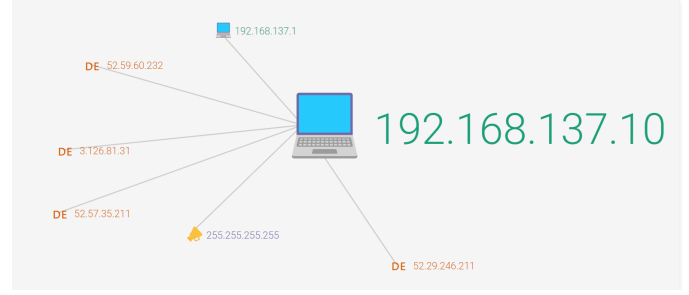 192.168.137.1
DE 52.59.60.232
192.168.137.10
DE 3.126.81.31
DE 52.57.35.211
255.255.255.255
DE 52.29.246.211